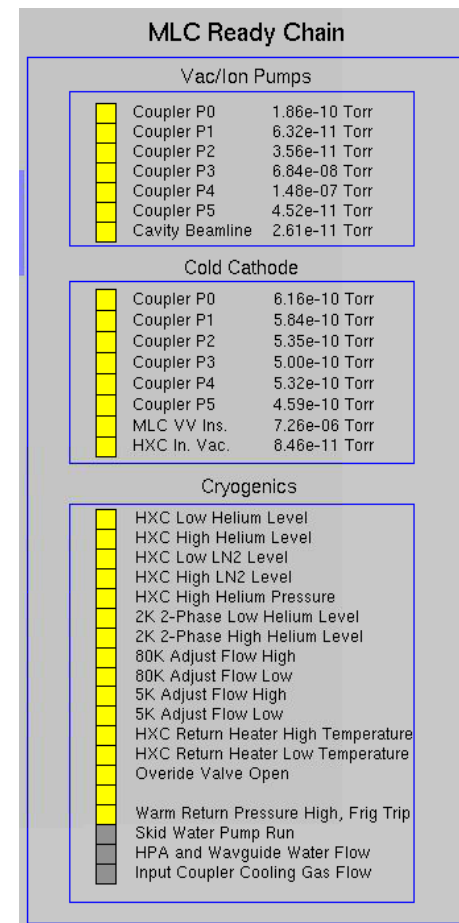 MLC Ready Chain
Vac/Ion Pumps
Coupler P0 1.86e-10 Torr
Coupler P1 6.32e-11 Torr
Coupler P2 3.56e-11 Torr
Coupler P3 6.84e-08 Torr
Coupler P4 1.48e-07 Torr
Coupler P5 4.52e-11 Torr
Cavity Beamline 2.61e-11 Torr
Cold Cathode
Coupler P0 6.16e-10 Torr
Coupler P1 5.84e-10 Torr
Coupler P2 5.35e-10 Torr
Coupler P3 5.00e-10 Torr
Coupler P4 5.32e-10 Torr
Coupler P5 4.59e-10 Torr
MLC VV Ins. 7.26e-06 Torr
HXC In. Vac. 8.46e-11 Torr
Cryogenics
HXC Low Helium Level
HXC High Helium Level
HXC Low LN2 Level
HXC High LN2 Level
HXC High Helium Pressure
2K 2-Phase Low Helium Level
2K 2-Phase High Helium Level
80K Adjust Flow High
80K Adjust Flow Low
5K Adjust Flow High
5K Adjust Flow Low
HXC Return Heater High Temperature
HXC Return Heater Low Temperature
Overide Valve Open
Warm Return Pressure High, Frig Trip
Skid Water Pump Run
HPA and Wavguide Water Flow
Input Coupler Cooling Gas Flow